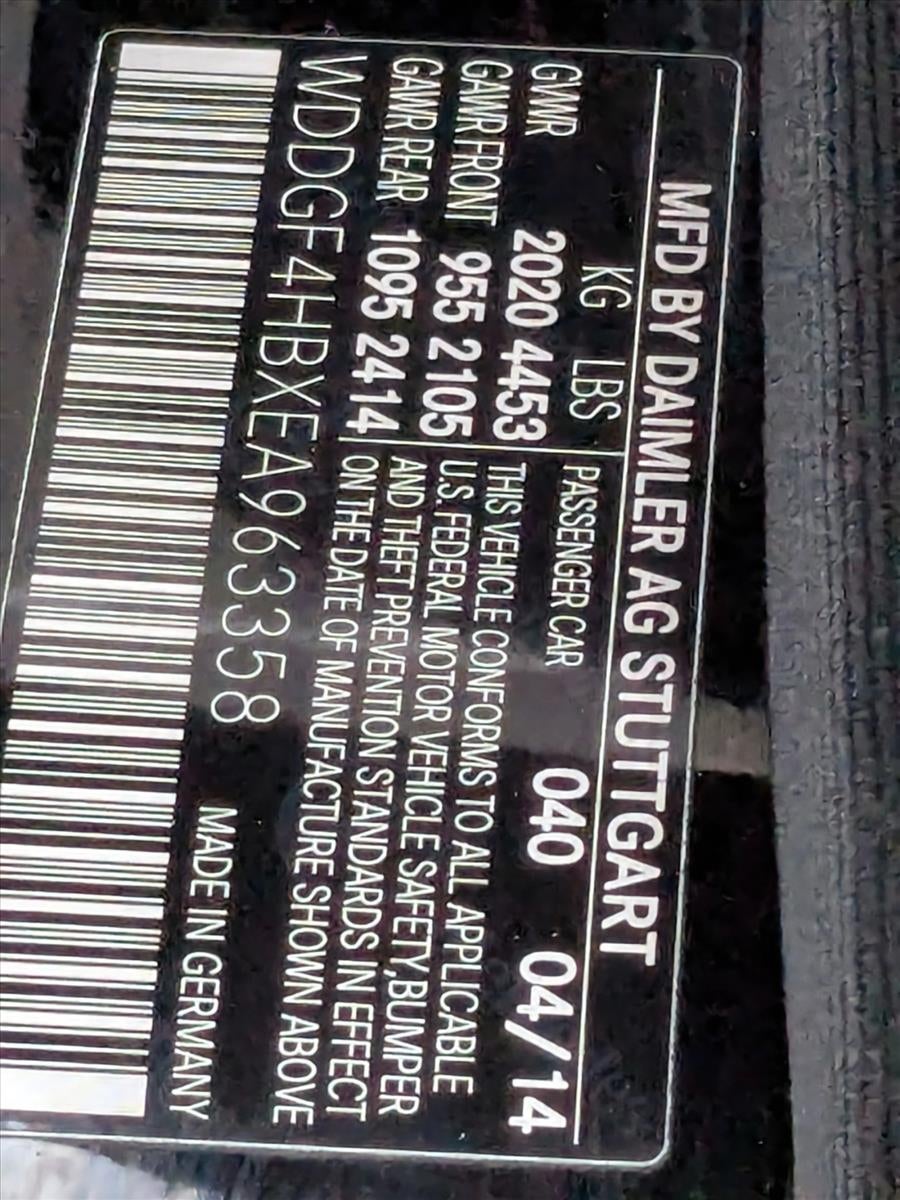 MFD BY DAIMLER AG STUTTGART
KG LBS
GVWR 2020 4453
GAWR FRONT 955 2105
GAWR REAR 1095 2414
PASSENGER CAR 040 04/14
THIS VEHICLE CONFORMS TO ALL APPLICABLE
U.S. FEDERAL MOTOR VEHICLE SAFETY, BUMPER
AND THEFT PREVENTION STANDARDS IN EFFECT
ON THE DATE OF MANUFACTURE SHOWN ABOVE
WDDGF4HBXEA963358 MADE IN GERMANY